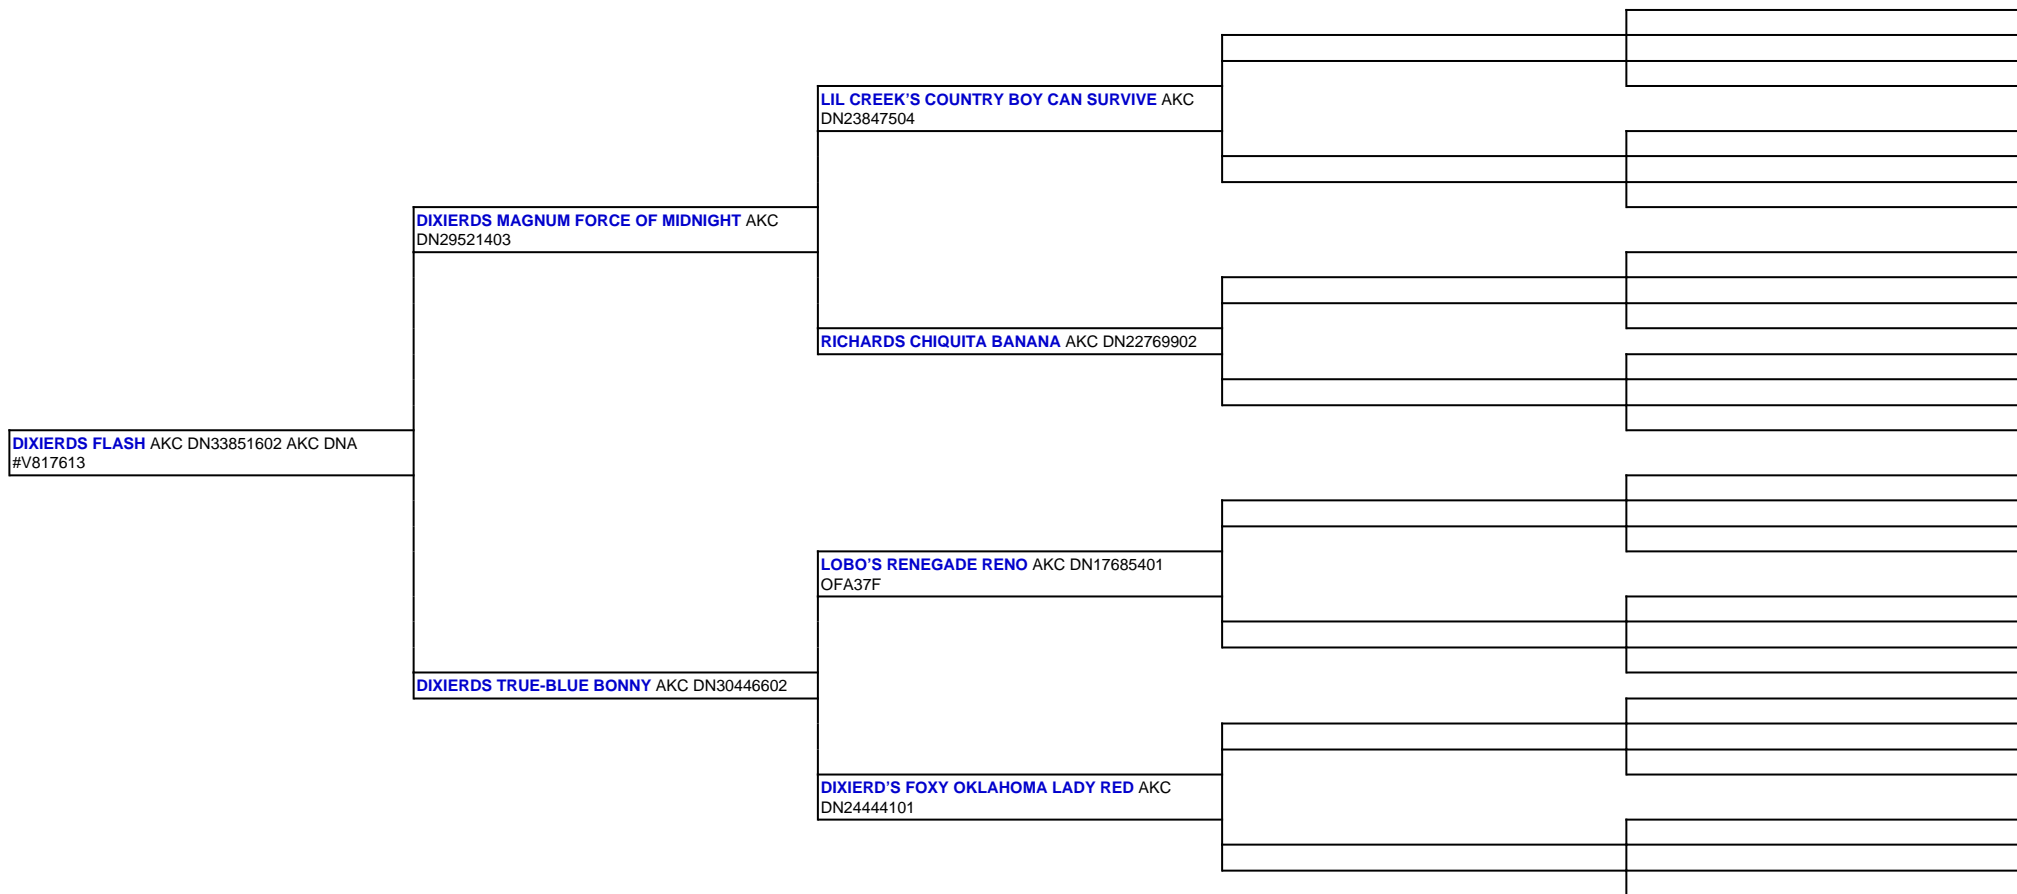 LIL CREEK'S COUNTRY BOY CAN SURVIVE AKC
DN23847504
DIXIERDS MAGNUM FORCE OF MIDNIGHT AKC
DN29521403
RICHARDS CHIQUITA BANANA AKC DN22769902
DIXIERDS FLASH AKC DN33851602 AKC DNA
#V817613
LOBO'S RENEGADE RENO AKC DN17685401
OFA37F
DIXIERDS TRUE-BLUE BONNY AKC DN30446602
DIXIERD'S FOXY OKLAHOMA LADY RED AKC
DN24444101